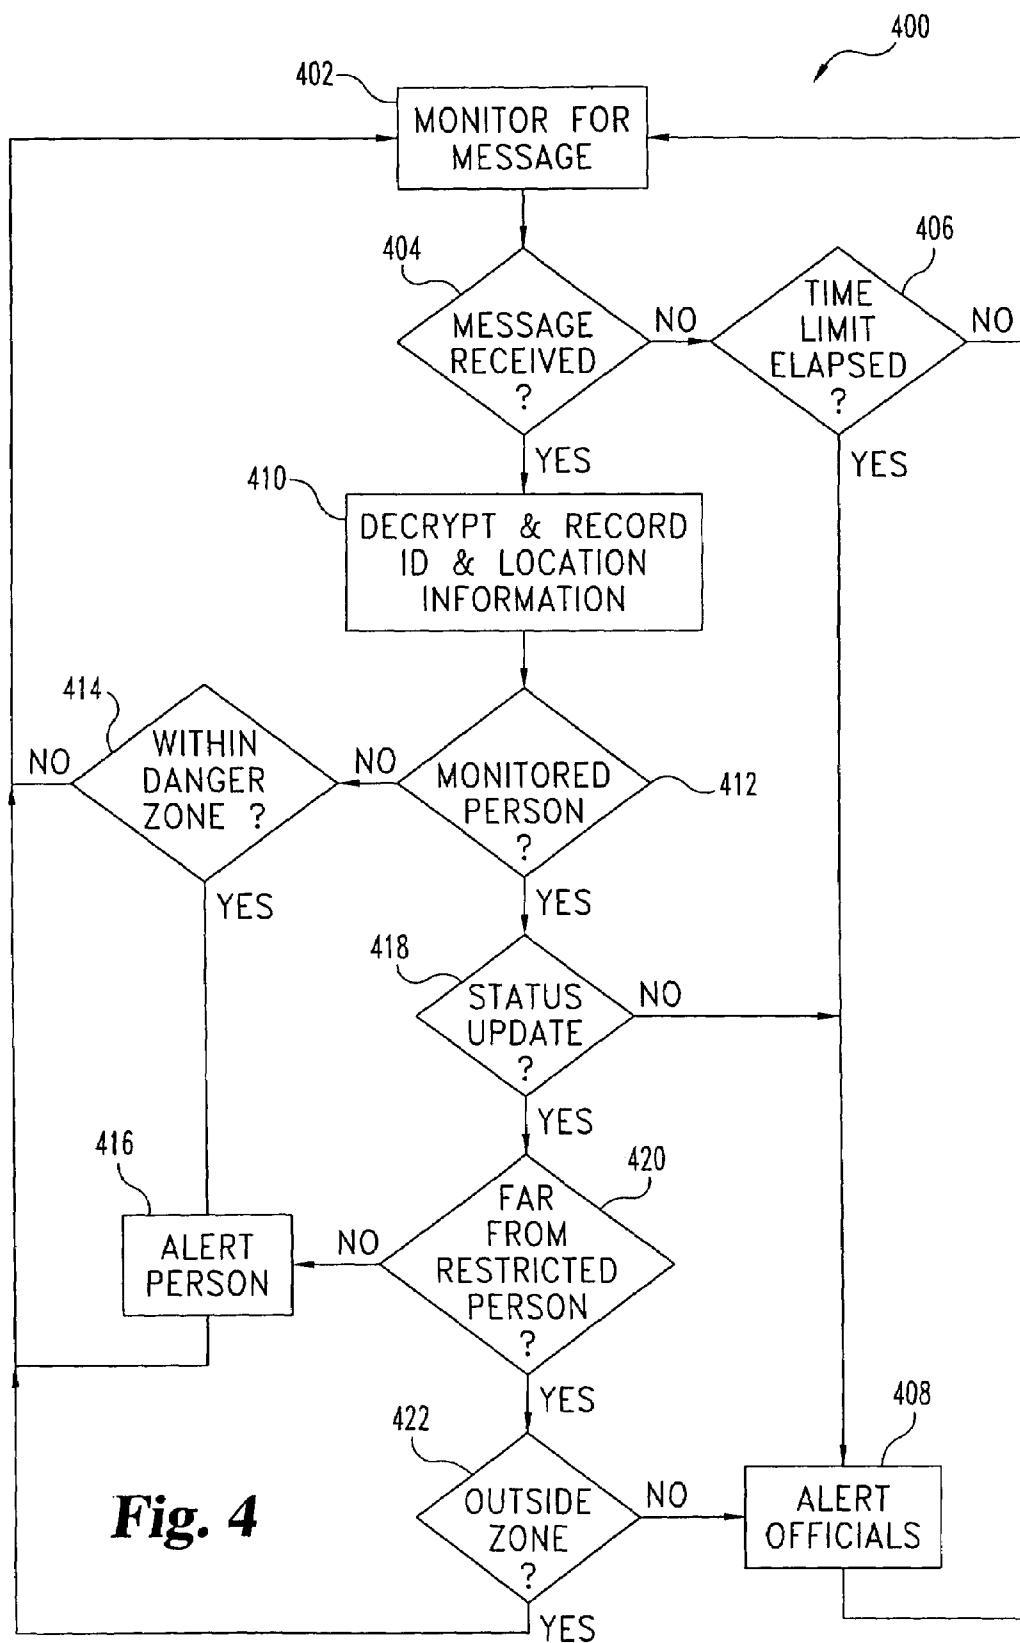 400
402
MONITOR FOR
MESSAGE
404
MESSAGE
RECEIVED
?
NO
406
TIME
LIMIT
ELAPSED
?
NO
YES
YES
410
DECRYPT & RECORD
ID & LOCATION
INFORMATION
414
WITHIN
DANGER
ZONE ?
NO
NO
MONITORED
PERSON
?
412
YES
YES
418
STATUS
UPDATE
?
NO
YES
416
ALERT
PERSON
NO
420
FAR
FROM
RESTRICTED
PERSON
?
YES
422
OUTSIDE
ZONE
?
NO
408
ALERT
OFFICIALS
YES
Fig. 4